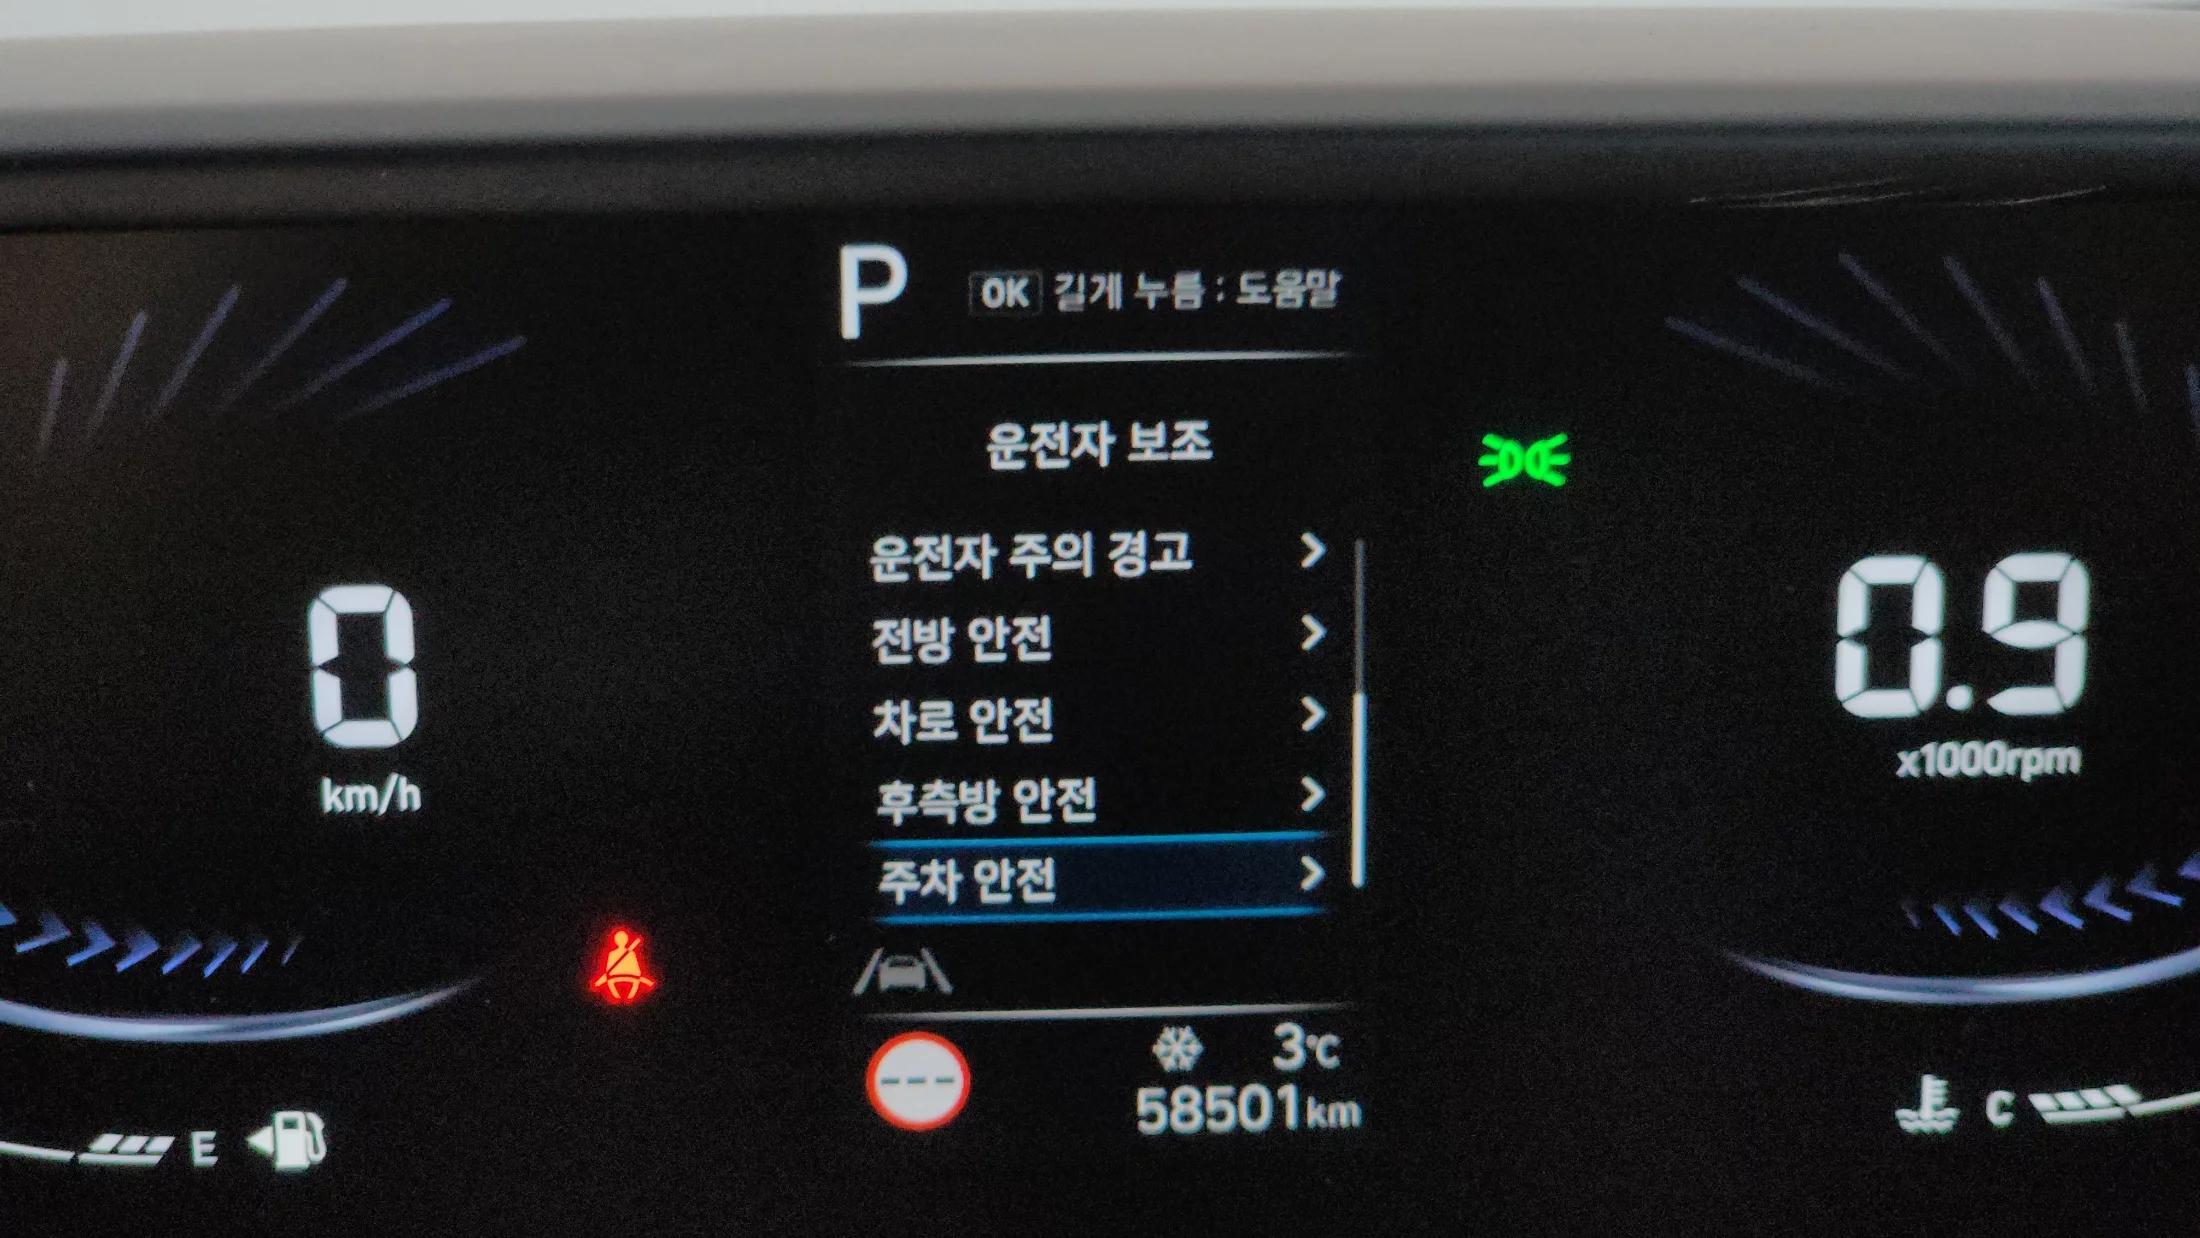 P OK 길게 누름 : 도움말
운전자 보조
운전자 주의 경고
전방 안전
차로 안전
후측방 안전
주차 안전
0
km/h
0.9
x1000rpm
---
3℃
58501km
E
C